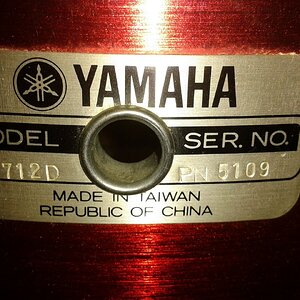 YAMAHA
ODEL SER. NO.
712D PN 5109
MADE IN TAIWAN
REPUBLIC OF CHINA